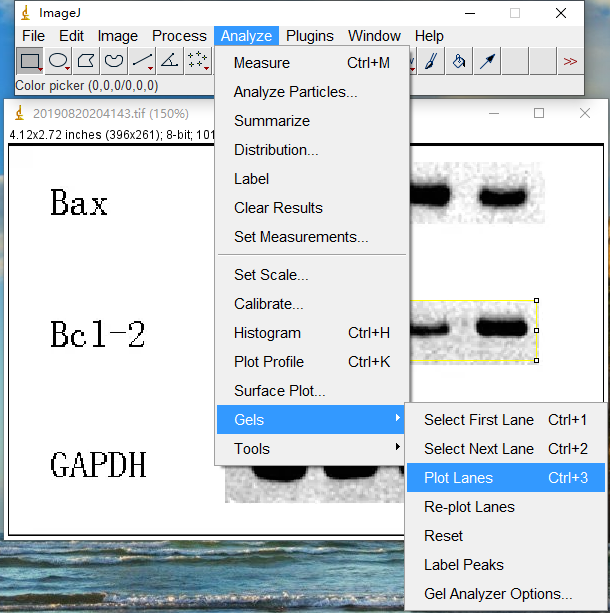 ImageJ
File Edit Image Process Analyze Plugins Window Help
>>
Color picker (0,0,0/0,0,0)
20190820204143.tif (150%)
4.12x2.72 inches (396x261); 8-bit; 101
Measure Ctrl+M
Analyze Particles...
Summarize
Distribution...
Label
Clear Results
Set Measurements...
Set Scale...
Calibrate...
Histogram Ctrl+H
Plot Profile Ctrl+K
Surface Plot...
Gels
Tools
Select First Lane Ctrl+1
Select Next Lane Ctrl+2
Plot Lanes Ctrl+3
Re-plot Lanes
Reset
Label Peaks
Gel Analyzer Options...
Bax
Bcl-2
GAPDH